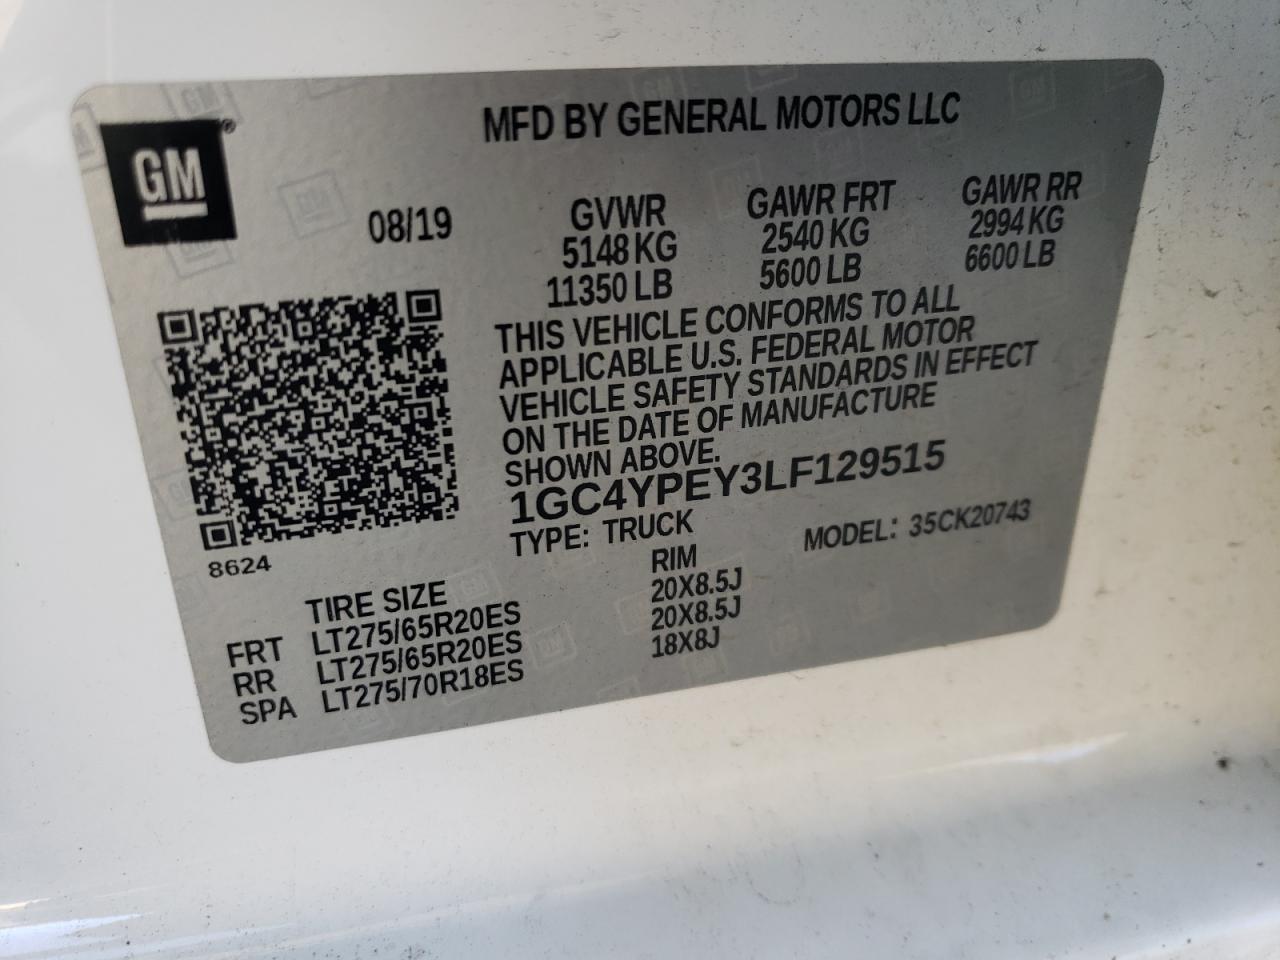 MFD BY GENERAL MOTORS LLC
GM®
08/19
GVWR GAWR FRT GAWR RR
5148 KG 2540 KG 2994 KG
11350 LB 5600 LB 6600 LB
THIS VEHICLE CONFORMS TO ALL
APPLICABLE U.S. FEDERAL MOTOR
VEHICLE SAFETY STANDARDS IN EFFECT
ON THE DATE OF MANUFACTURE
SHOWN ABOVE.
1GC4YPEY3LF129515
TYPE: TRUCK MODEL: 35CK20743
8624
TIRE SIZE RIM
FRT LT275/65R20ES 20X8.5J
RR LT275/65R20ES 20X8.5J
SPA LT275/70R18ES 18X8J